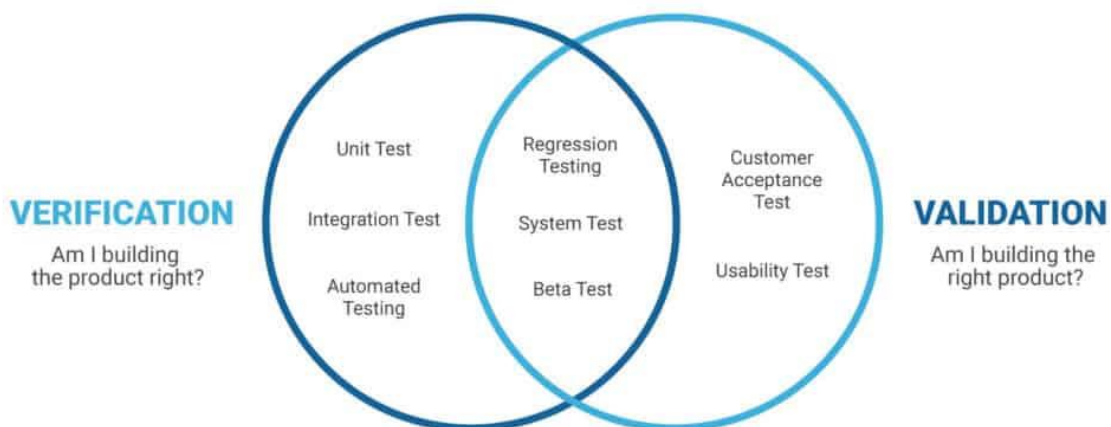 VERIFICATION
Am I building
the product right?
Unit Test
Integration Test
Automated
Testing
Regression
Testing
System Test
Beta Test
Customer
Acceptance
Test
Usability Test
VALIDATION
Am I building the
right product?